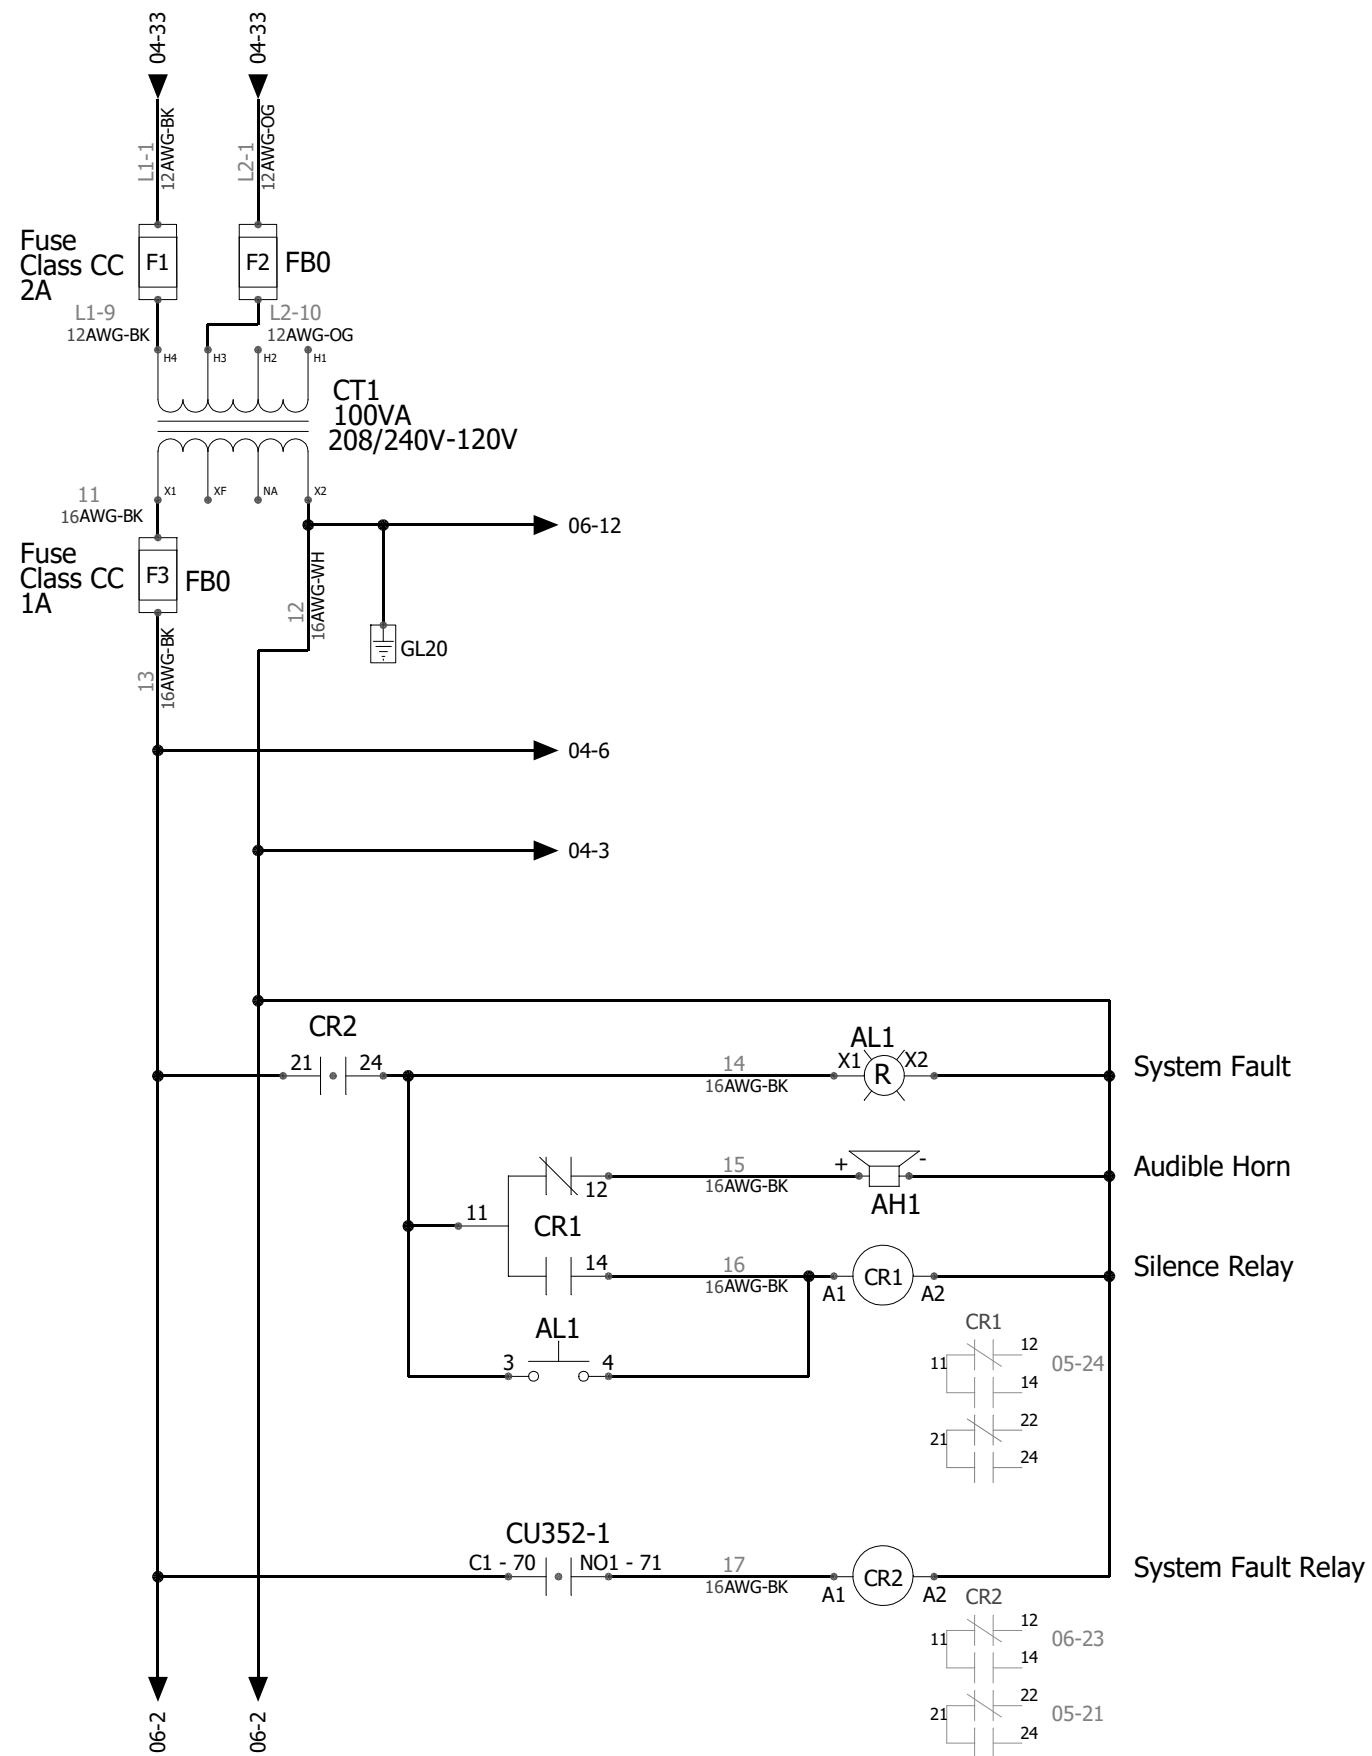 04-33
04-33
L1-1
12AWG-BK
L2-1
12AWG-OG
Fuse
Class CC
2A
F1
F2
FB0
L1-9
12AWG-BK
L2-10
12AWG-OG
H4
H3
H2
H1
CT1
100VA
208/240V-120V
X1
XF
NA
X2
11
16AWG-BK
06-12
Fuse
Class CC
1A
F3
FB0
12
16AWG-WH
GL20
13
16AWG-BK
04-6
04-3
CR2
21
24
14
16AWG-BK
AL1
X1
R
X2
System Fault
11
12
15
16AWG-BK
+
-
AH1
Audible Horn
CR1
14
16
16AWG-BK
A1
CR1
A2
Silence Relay
AL1
3
4
CR1
11
12
14
05-24
21
22
24
CU352-1
C1 - 70
NO1 - 71
17
16AWG-BK
A1
CR2
A2
System Fault Relay
CR2
11
12
14
06-23
21
22
24
05-21
06-2
06-2